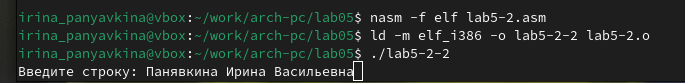 irina_panyavkina@vbox:~/work/arch-pc/lab05$ nasm -f elf lab5-2.asm
irina_panyavkina@vbox:~/work/arch-pc/lab05$ ld -m elf_i386 -o lab5-2-2 lab5-2.o
irina_panyavkina@vbox:~/work/arch-pc/lab05$ ./lab5-2-2
Введите строку: Панявкина Ирина Васильевна